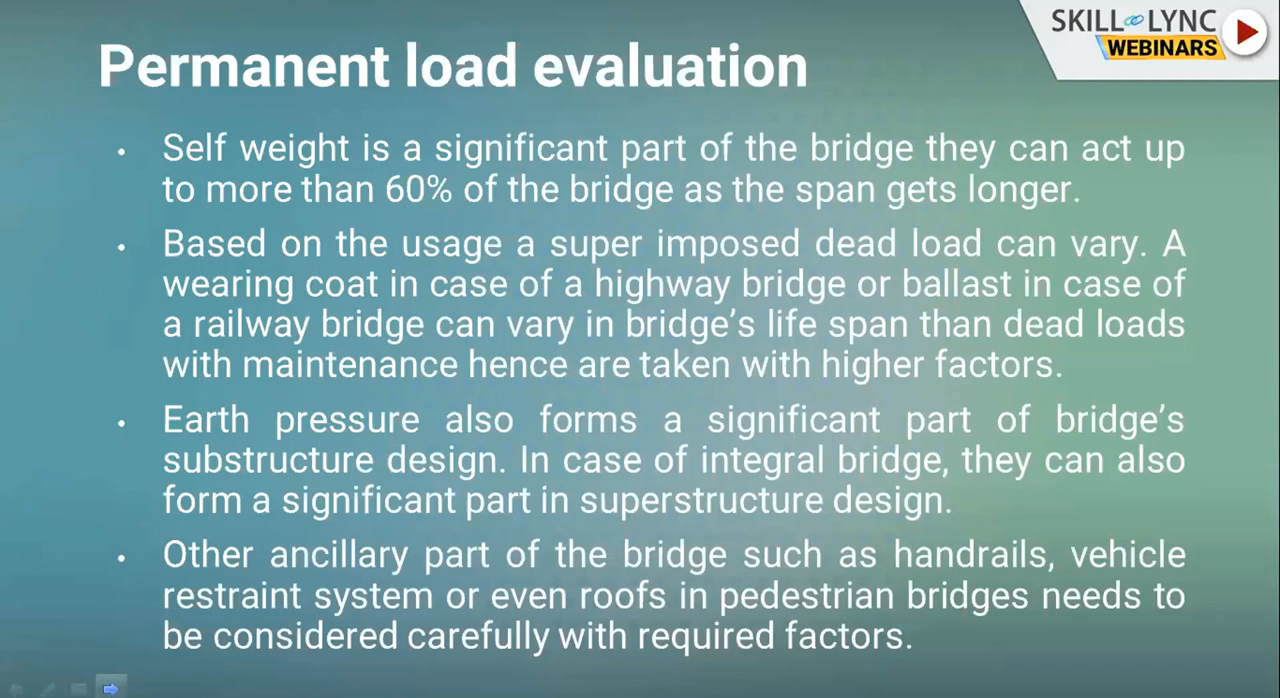 SKILL LYNC
WEBINARS
Permanent load evaluation
• Self weight is a significant part of the bridge they can act up
to more than 60% of the bridge as the span gets longer.
• Based on the usage a super imposed dead load can vary. A
wearing coat in case of a highway bridge or ballast in case of
a railway bridge can vary in bridge’s life span than dead loads
with maintenance hence are taken with higher factors.
• Earth pressure also forms a significant part of bridge’s
substructure design. In case of integral bridge, they can also
form a significant part in superstructure design.
• Other ancillary part of the bridge such as handrails, vehicle
restraint system or even roofs in pedestrian bridges needs to
be considered carefully with required factors.